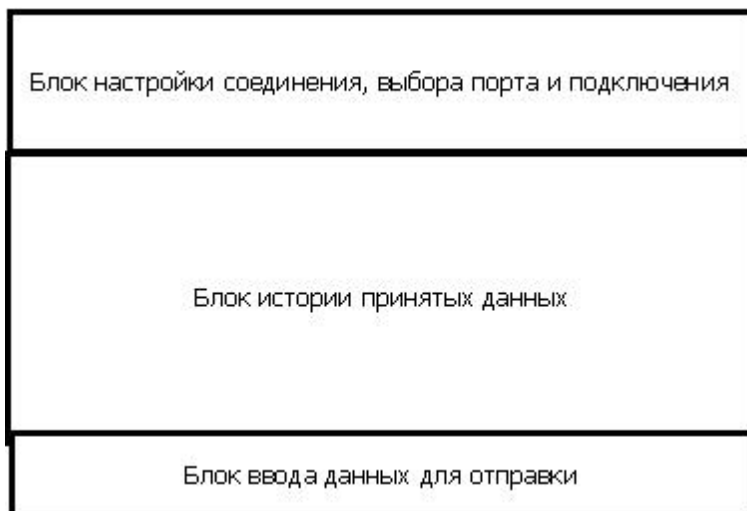 Блок настройки соединения, выбора порта и подключения
Блок истории принятых данных
Блок ввода данных для отправки